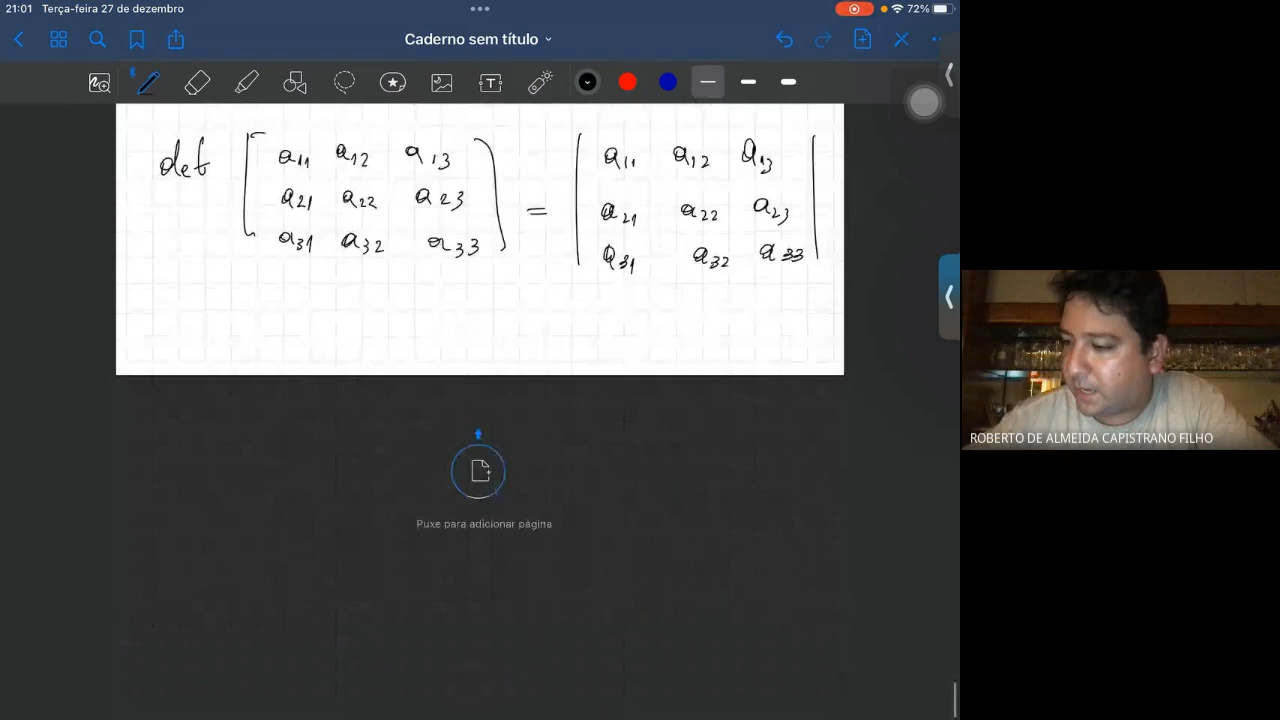 21:01 Terça-feira 27 de dezembro 72%
Caderno sem título
T
det [ a11 a12 a13 ] = | a11 a12 a13 |
a21 a22 a23 a21 a22 a23
a31 a32 a33 a31 a32 a33
ROBERTO DE ALMEIDA CAPISTRANO FILHO
Puxe para adicionar página